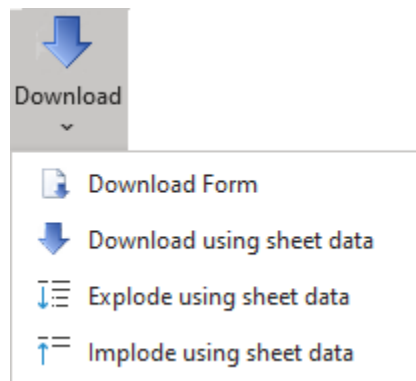 Download
Download Form
Download using sheet data
Explode using sheet data
Implode using sheet data